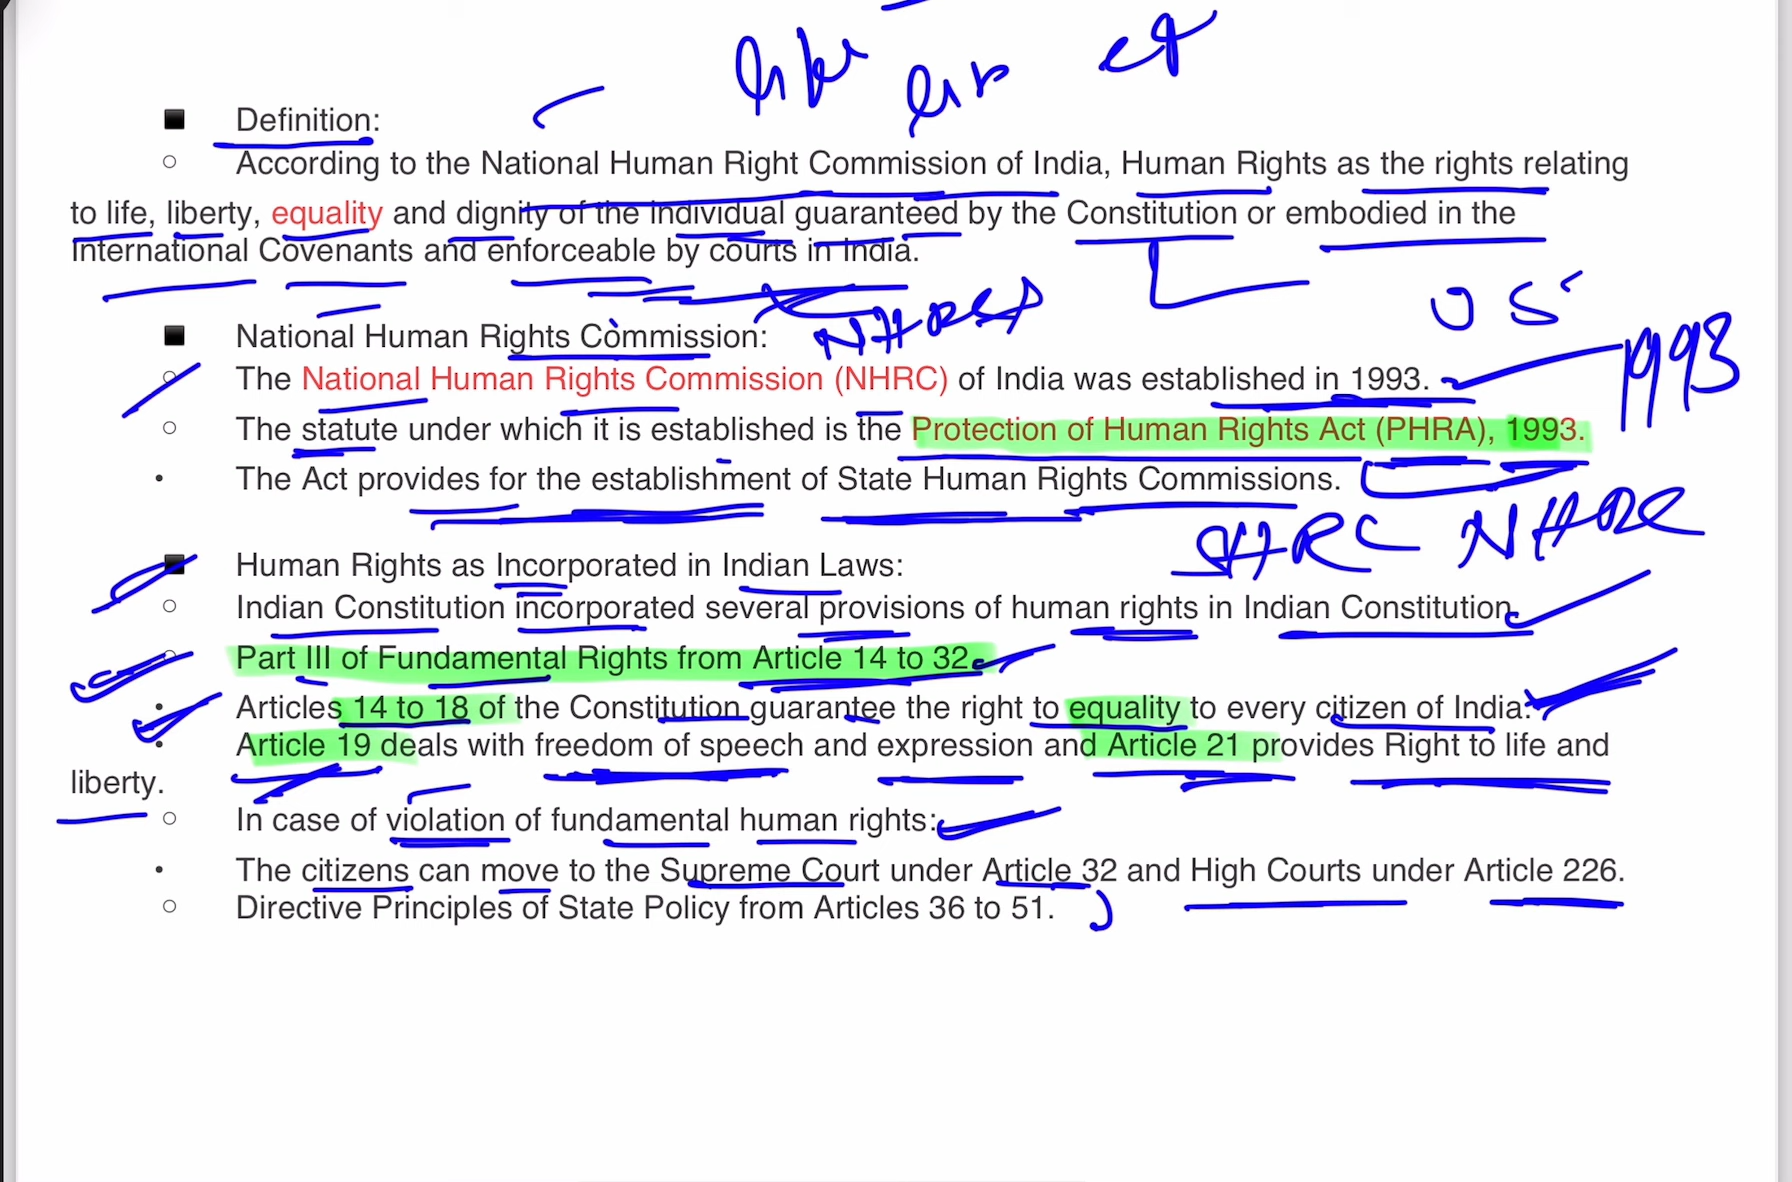 Definition:
According to the National Human Right Commission of India, Human Rights as the rights relating
to life, liberty, equality and dignity of the individual guaranteed by the Constitution or embodied in the
International Covenants and enforceable by courts in India.
National Human Rights Commission:
The National Human Rights Commission (NHRC) of India was established in 1993.
1993
The statute under which it is established is the Protection of Human Rights Act (PHRA), 1993.
The Act provides for the establishment of State Human Rights Commissions.
SHRC NHRC
Human Rights as Incorporated in Indian Laws:
Indian Constitution incorporated several provisions of human rights in Indian Constitution
Part III of Fundamental Rights from Article 14 to 32.
Articles 14 to 18 of the Constitution guarantee the right to equality to every citizen of India.
Article 19 deals with freedom of speech and expression and Article 21 provides Right to life and
liberty.
In case of violation of fundamental human rights:
The citizens can move to the Supreme Court under Article 32 and High Courts under Article 226.
Directive Principles of State Policy from Articles 36 to 51.